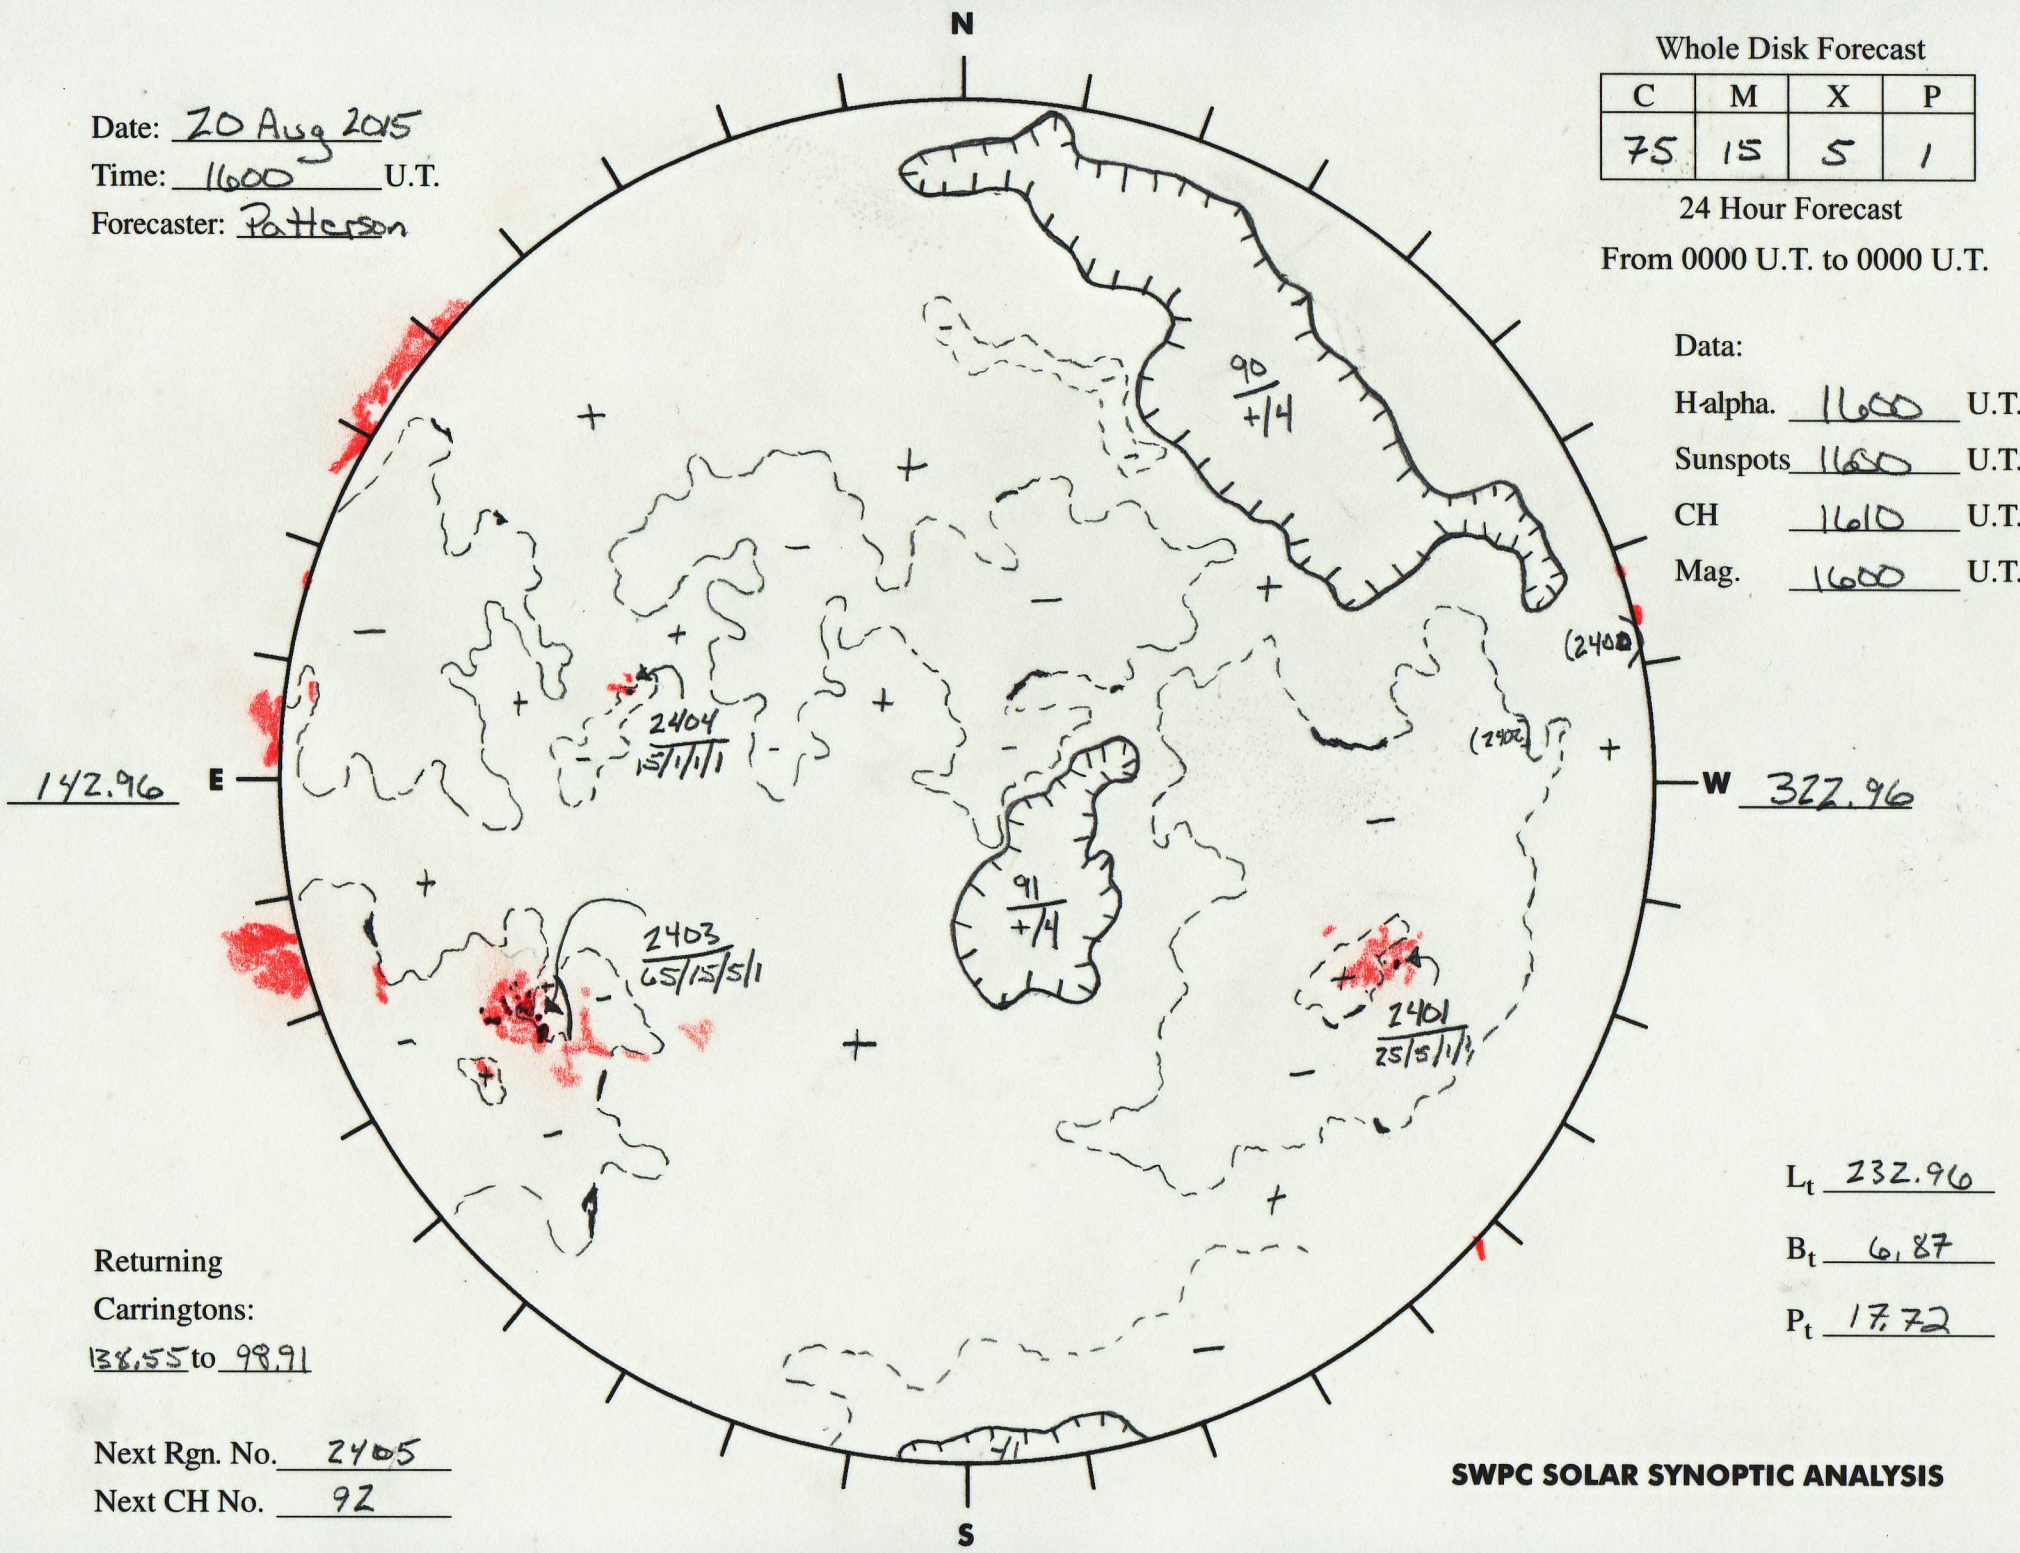 N
Whole Disk Forecast
C M X P
75 15 5 1
24 Hour Forecast
From 0000 U.T. to 0000 U.T.
Date: 20 Aug 2015
Time: 1600 U.T.
Forecaster: Patterson
Data:
H-alpha. 1600 U.T.
Sunspots 1600 U.T.
CH 1610 U.T.
Mag. 1600 U.T.
90
+/4
(2400)
2404
15/1/1/1
(2402)
142.96 E
W 322.96
91
+/4
2403
65/15/5/1
2401
25/5/1/1
Lt 232.96
Bt 6.87
Pt 17.72
Returning
Carringtons:
138.55 to 98.91
Next Rgn. No. 2405
Next CH No. 92
SWPC SOLAR SYNOPTIC ANALYSIS
S